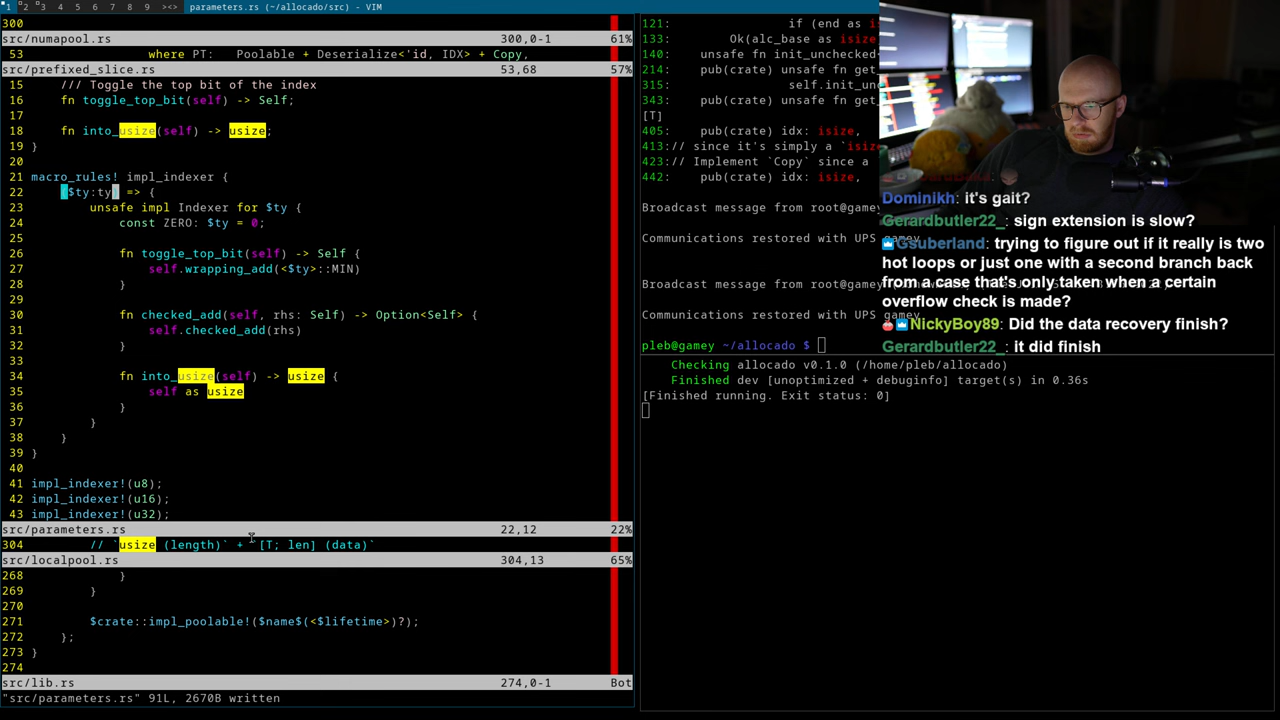 1 2 3 4 5 6 7 8 9 ><> parameters.rs (~/allocado/src) - VIM
300
src/numapool.rs 300,0-1 61%
53 where PT: Poolable + Deserialize<'id, IDX> + Copy,
src/prefixed_slice.rs 53,68 57%
15 /// Toggle the top bit of the index
16 fn toggle_top_bit(self) -> Self;
17
18 fn into_usize(self) -> usize;
19 }
20
21 macro_rules! impl_indexer {
22 ($ty:ty) => {
23 unsafe impl Indexer for $ty {
24 const ZERO: $ty = 0;
25
26 fn toggle_top_bit(self) -> Self {
27 self.wrapping_add(<$ty>::MIN)
28 }
29
30 fn checked_add(self, rhs: Self) -> Option<Self> {
31 self.checked_add(rhs)
32 }
33
34 fn into_usize(self) -> usize {
35 self as usize
36 }
37 }
38 }
39 }
40
41 impl_indexer!(u8);
42 impl_indexer!(u16);
43 impl_indexer!(u32);
src/parameters.rs 22,12 22%
304 // `usize (length)` + `[T; len] (data)`
src/localpool.rs 304,13 65%
268 }
269 }
270
271 $crate::impl_poolable!($name$(<$lifetime>)?);
272 };
273 }
274
src/lib.rs 274,0-1 Bot
"src/parameters.rs" 91L, 2670B written
121: if (end as i
133: Ok(alc_base as isize
140: unsafe fn init_unchecked
214: pub(crate) unsafe fn get_
315: self.init_un
343: pub(crate) unsafe fn get_
[T]
405: pub(crate) idx: isize,
413:// since it's simply a `isiz
423:// Implement `Copy` since a
442: pub(crate) idx: isize,
Broadcast message from root@gamey
Communications restored with UPS gamey
Broadcast message from root@gamey
Communications restored with UPS gamey
pleb@gamey ~/allocado $
Checking allocado v0.1.0 (/home/pleb/allocado)
Finished dev [unoptimized + debuginfo] target(s) in 0.36s
[Finished running. Exit status: 0]
Dominikh: it's gait?
Gerardbutler22_: sign extension is slow?
Gsuberland: trying to figure out if it really is two
hot loops or just one with a second branch back
from a case that's only taken when a certain
overflow check is made?
NickyBoy89: Did the data recovery finish?
Gerardbutler22_: it did finish